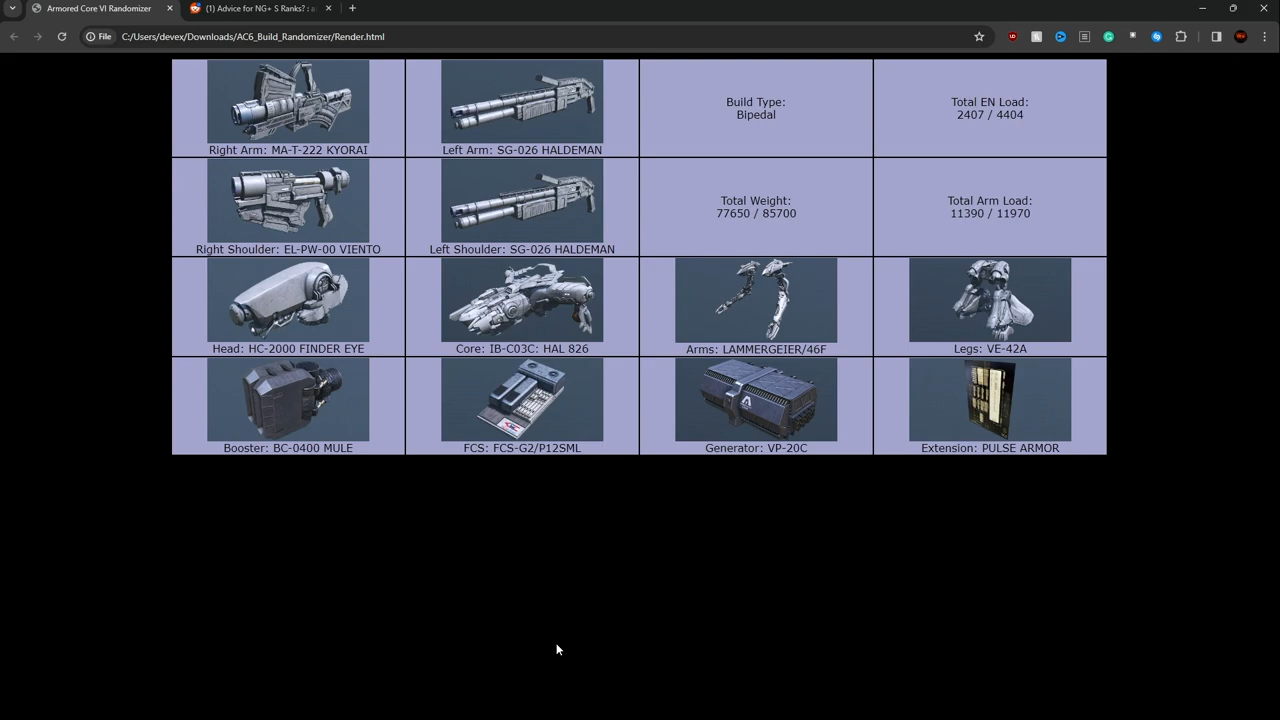 Armored Core VI Randomizer
(1) Advice for NG+ S Ranks? : a
File
C:/Users/devex/Downloads/AC6_Build_Randomizer/Render.html
Right Arm: MA-T-222 KYORAI
Left Arm: SG-026 HALDEMAN
Build Type:
Bipedal
Total EN Load:
2407 / 4404
Right Shoulder: EL-PW-00 VIENTO
Left Shoulder: SG-026 HALDEMAN
Total Weight:
77650 / 85700
Total Arm Load:
11390 / 11970
Head: HC-2000 FINDER EYE
Core: IB-C03C: HAL 826
Arms: LAMMERGEIER/46F
Legs: VE-42A
Booster: BC-0400 MULE
FCS: FCS-G2/P12SML
Generator: VP-20C
Extension: PULSE ARMOR